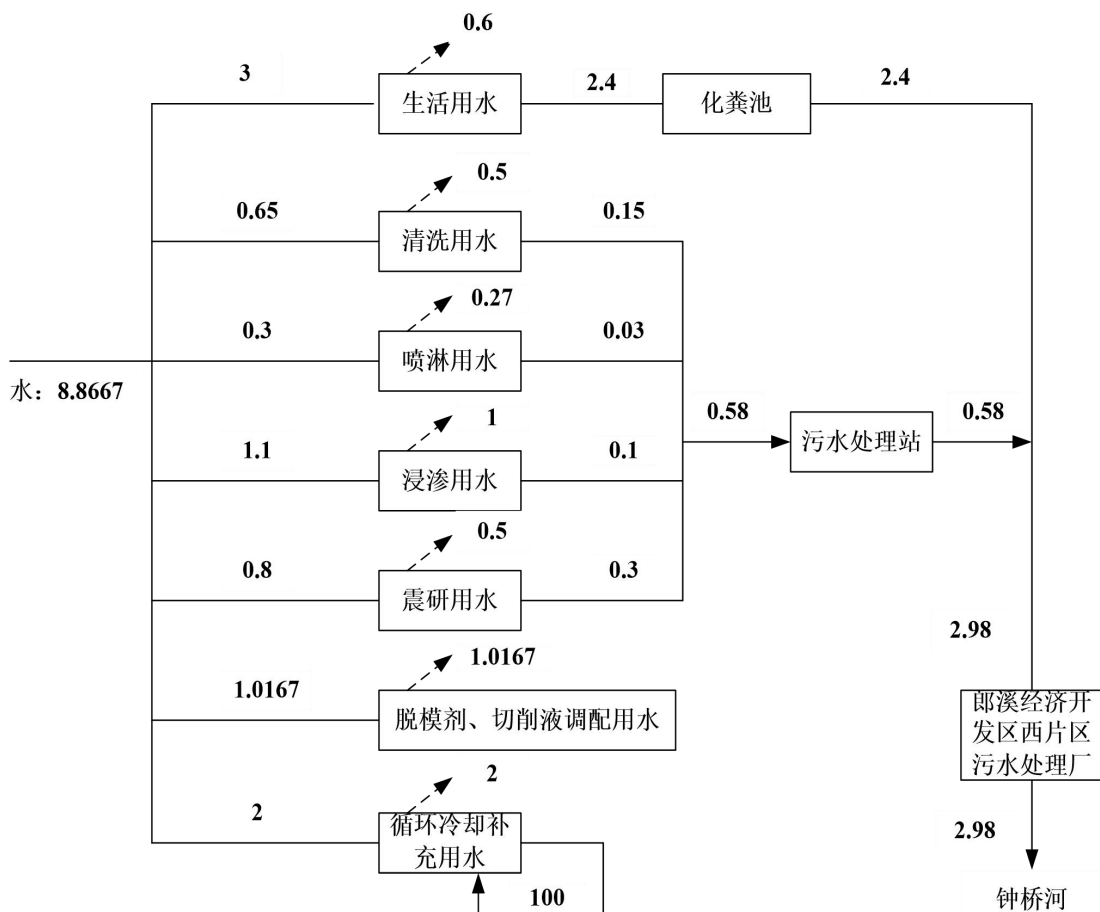 0.6
3
生活用水
2.4
化粪池
2.4
0.5
0.65
清洗用水
0.15
0.27
0.3
喷淋用水
0.03
水：8.8667
1
1.1
浸渗用水
0.1
0.58
污水处理站
0.58
0.5
0.8
震研用水
0.3
2.98
1.0167
1.0167
脱模剂、切削液调配用水
郎溪经济开
发区西片区
污水处理厂
2
2
循环冷却补
充用水
2.98
100
钟桥河